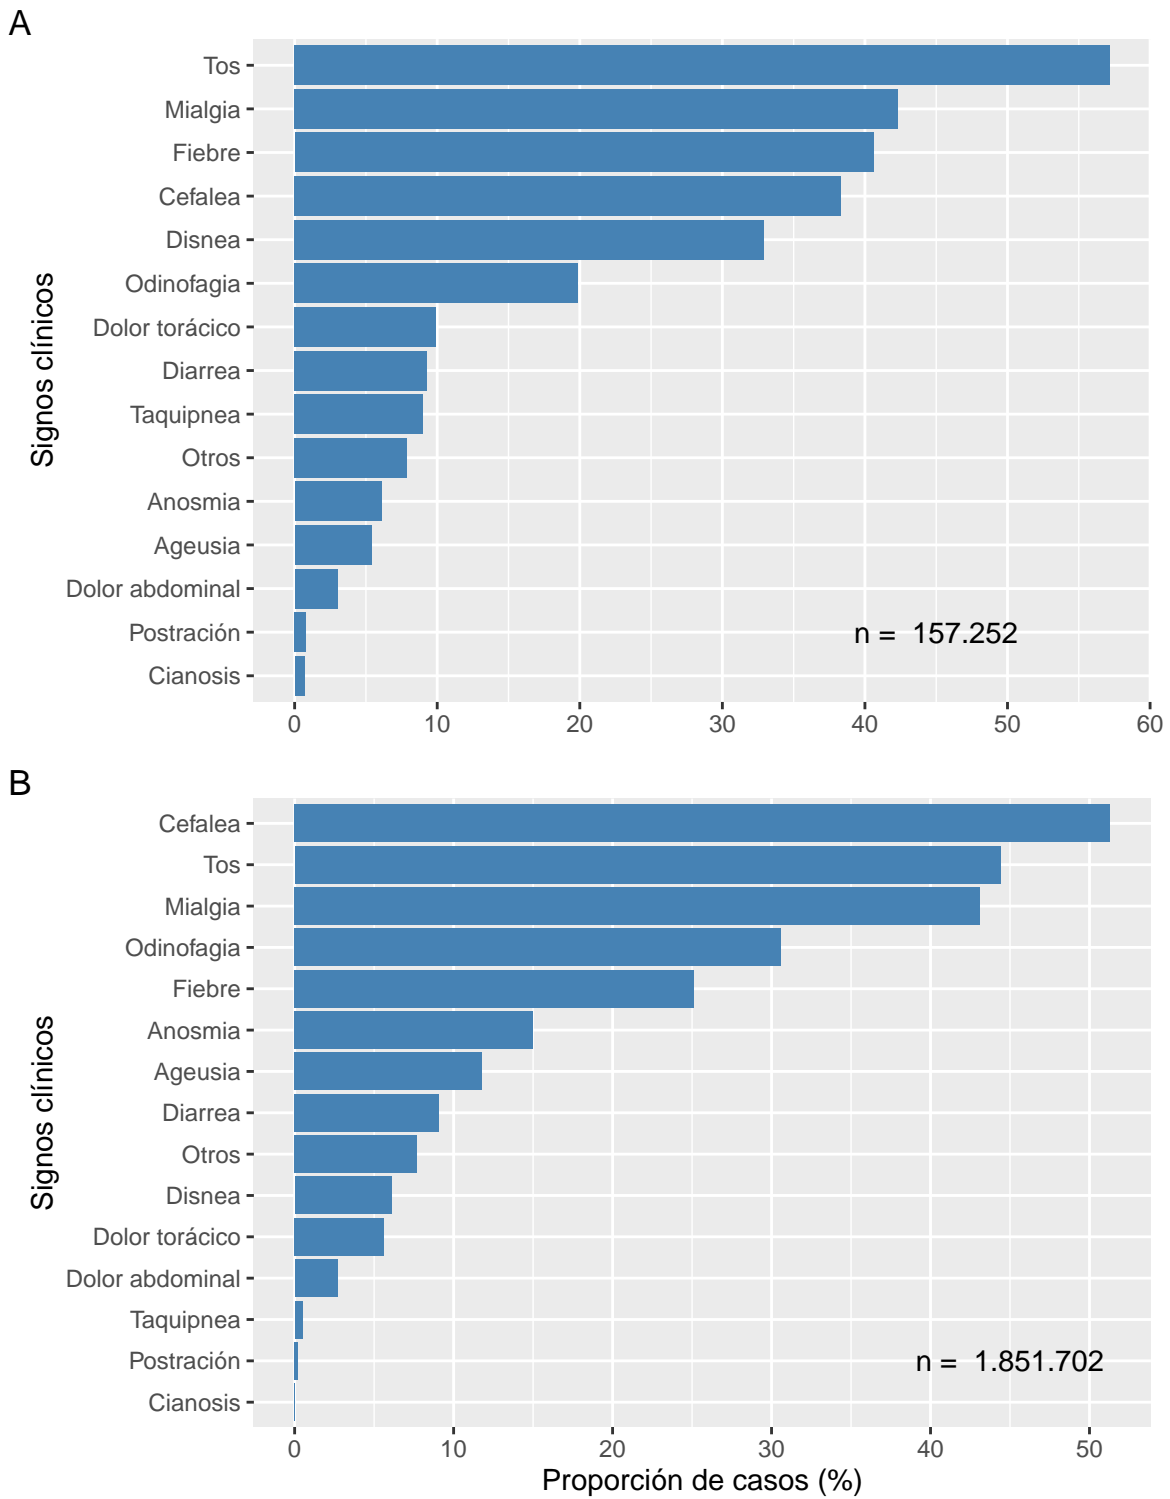 A
Signos clínicos
Tos
Mialgia
Fiebre
Cefalea
Disnea
Odinofagia
Dolor torácico
Diarrea
Taquipnea
Otros
Anosmia
Ageusia
Dolor abdominal
Postración
Cianosis
n = 157.252
0 10 20 30 40 50 60
B
Signos clínicos
Cefalea
Tos
Mialgia
Odinofagia
Fiebre
Anosmia
Ageusia
Diarrea
Otros
Disnea
Dolor torácico
Dolor abdominal
Taquipnea
Postración
Cianosis
n = 1.851.702
0 10 20 30 40 50
Proporción de casos (%)